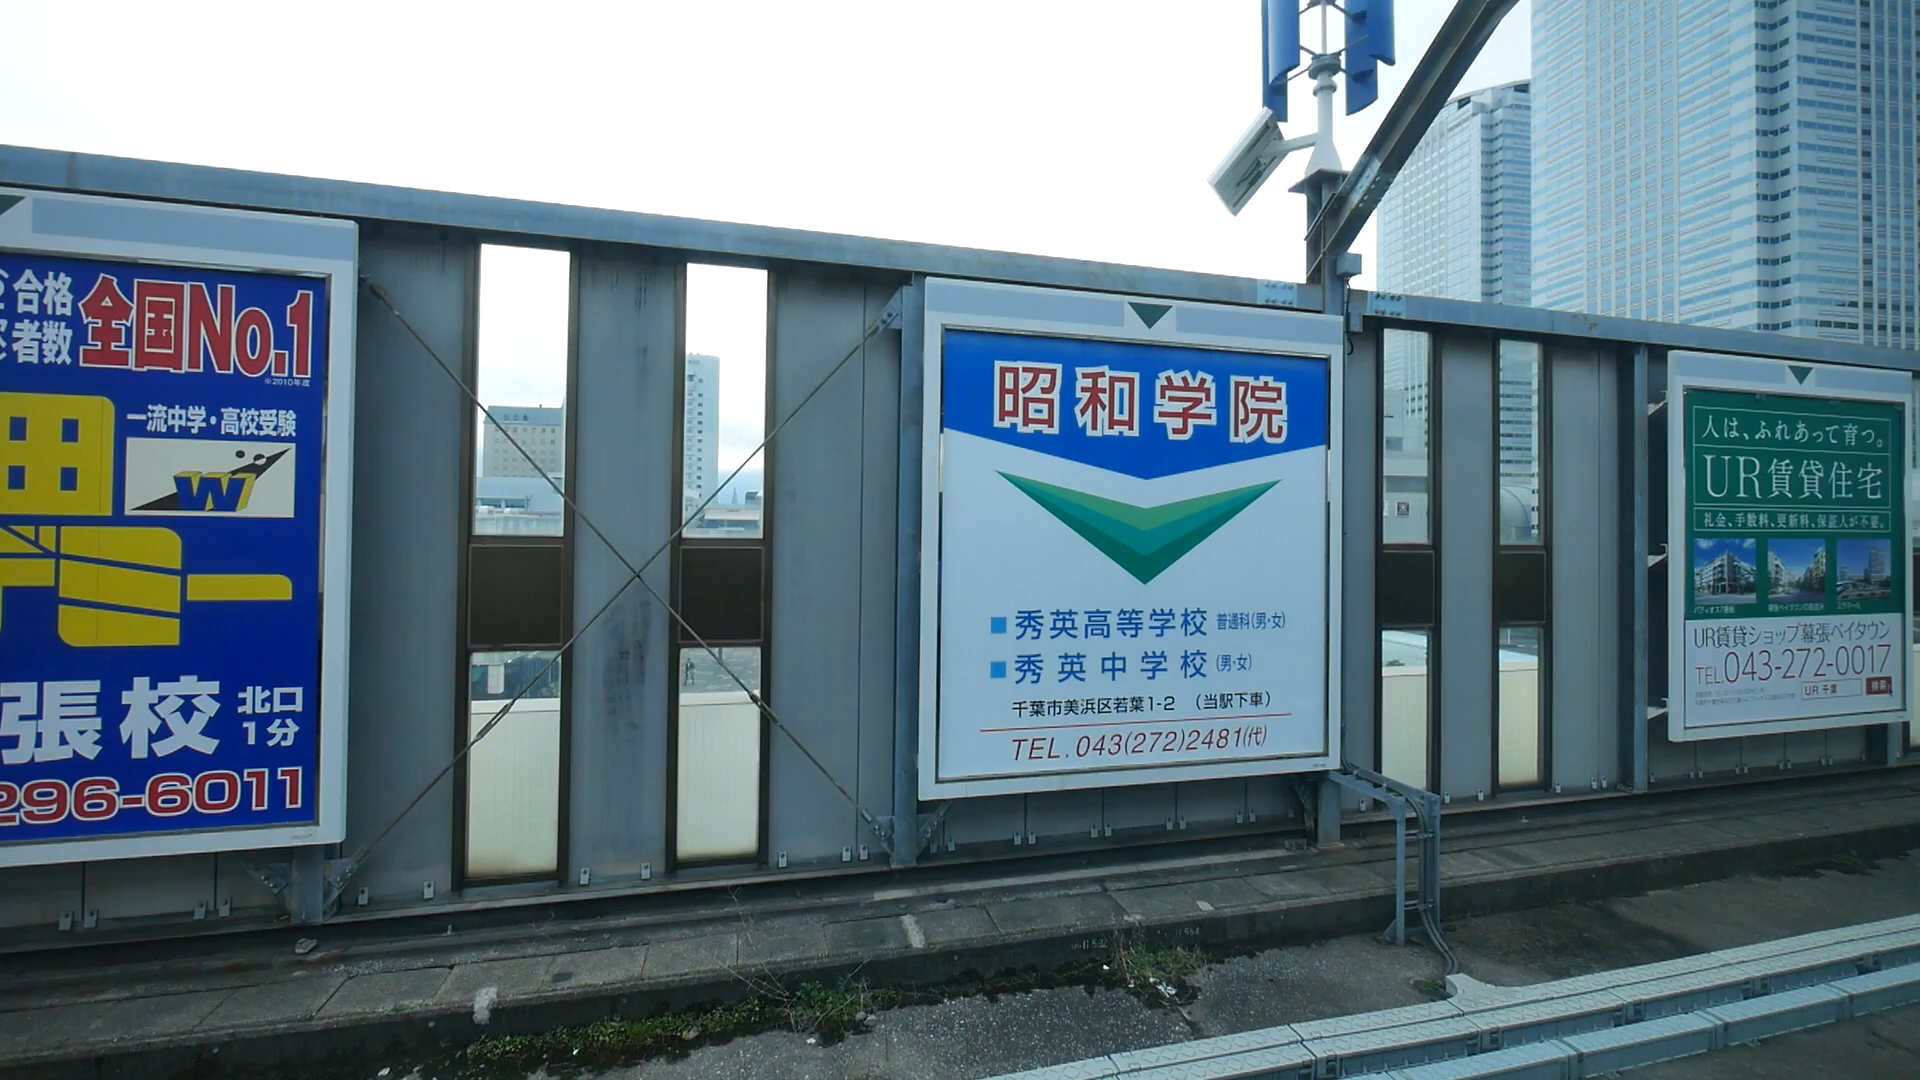 合格
者数
全国No.1
※2010年度
一流中学・高校受験
W
張校
北口
1分
296-6011
昭和学院
■秀英高等学校 普通科(男・女)
■秀英中学校 (男・女)
千葉市美浜区若葉1-2 (当駅下車)
TEL.043(272)2481(代)
人は、ふれあって育つ。
UR賃貸住宅
礼金、手数料、更新料、保証人が不要。
UR賃貸ショップ幕張ベイタウン
TEL.043-272-0017
UR 千葉
検索